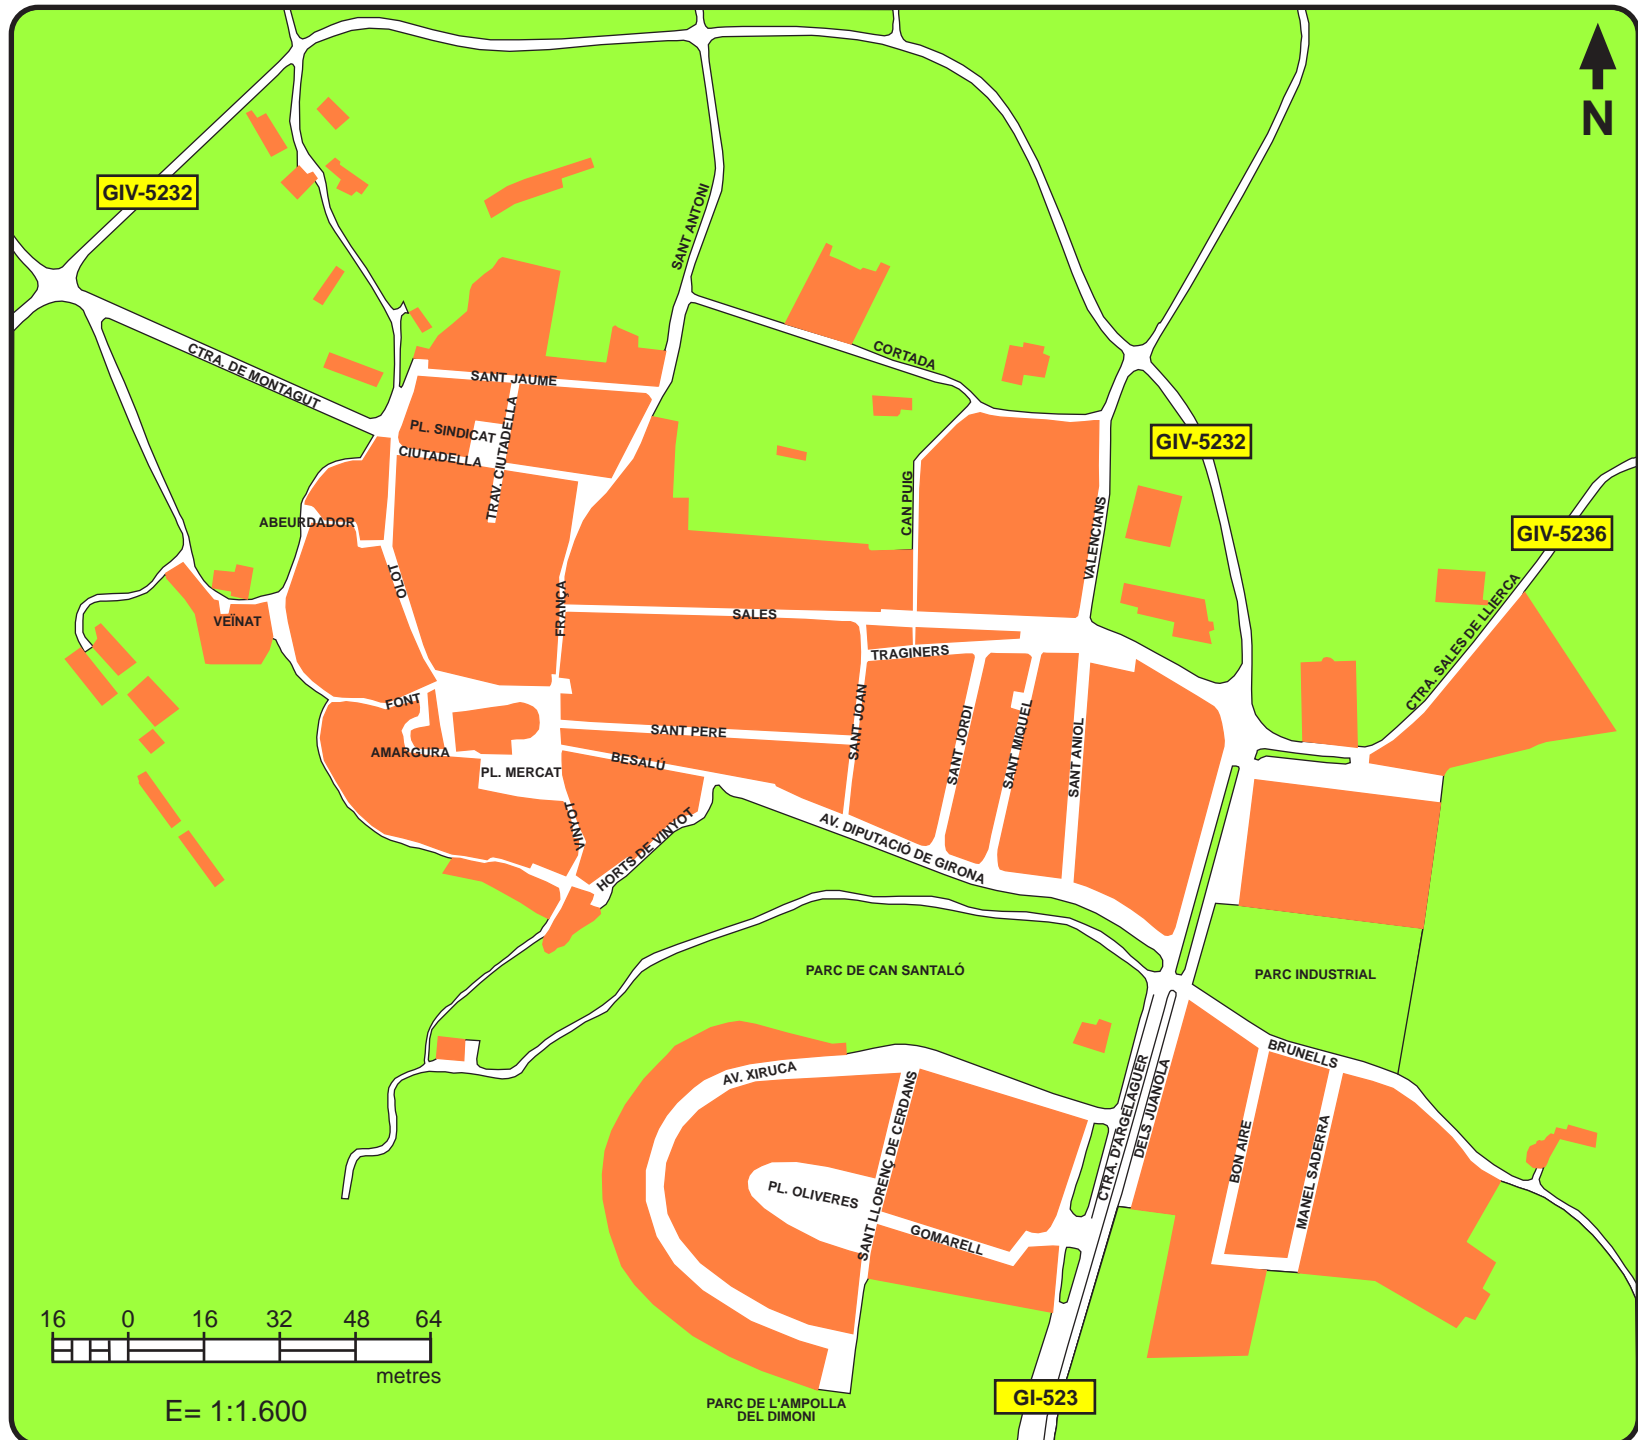 N
GIV-5232
SANT ANTONI
CTRA. DE MONTAGUT
CORTADA
SANT JAUME
TRAV. CIUTADELLA
PL. SINDICAT
CIUTADELLA
GIV-5232
CAN PUIG
VALENCIANS
ABEURDADOR
GIV-5236
OLOT
FRANÇA
CTRA. SALES DE LLIERCA
VEÏNAT
SALES
TRAGINERS
FONT
SANT PERE
SANT JOAN
SANT JORDI
SANT MIQUEL
SANT ANIOL
AMARGURA
BESALÚ
PL. MERCAT
VINYOT
HORTS DE VINYOT
AV. DIPUTACIÓ DE GIRONA
PARC DE CAN SANTALÓ
PARC INDUSTRIAL
BRUNELLS
AV. XIRUCA
SANT LLORENÇ DE CERDANS
CTRA. D'ARGELAGUER
DELS JUANOLA
BON AIRE
MANEL SADERRA
PL. OLIVERES
GOMARELL
16 0 16 32 48 64
metres
E= 1:1.600
PARC DE L'AMPOLLA
DEL DIMONI
GI-523